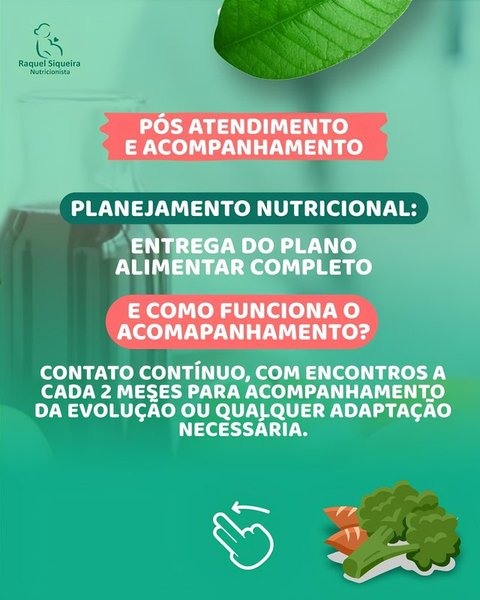 Raquel Siqueira
Nutricionista
PÓS ATENDIMENTO
E ACOMPANHAMENTO
PLANEJAMENTO NUTRICIONAL:
ENTREGA DO PLANO
ALIMENTAR COMPLETO
E COMO FUNCIONA O
ACOMAPANHAMENTO?
CONTATO CONTÍNUO, COM ENCONTROS A
CADA 2 MESES PARA ACOMPANHAMENTO
DA EVOLUÇÃO OU QUALQUER ADAPTAÇÃO
NECESSÁRIA.